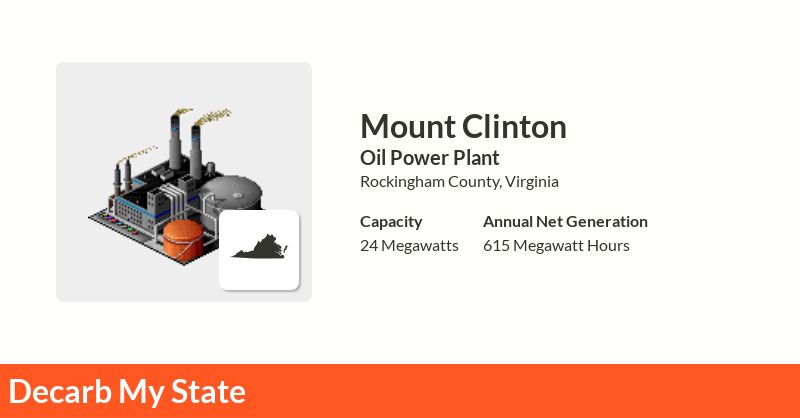 Mount Clinton
Oil Power Plant
Rockingham County, Virginia
Capacity
24 Megawatts
Annual Net Generation
615 Megawatt Hours
Decarb My State